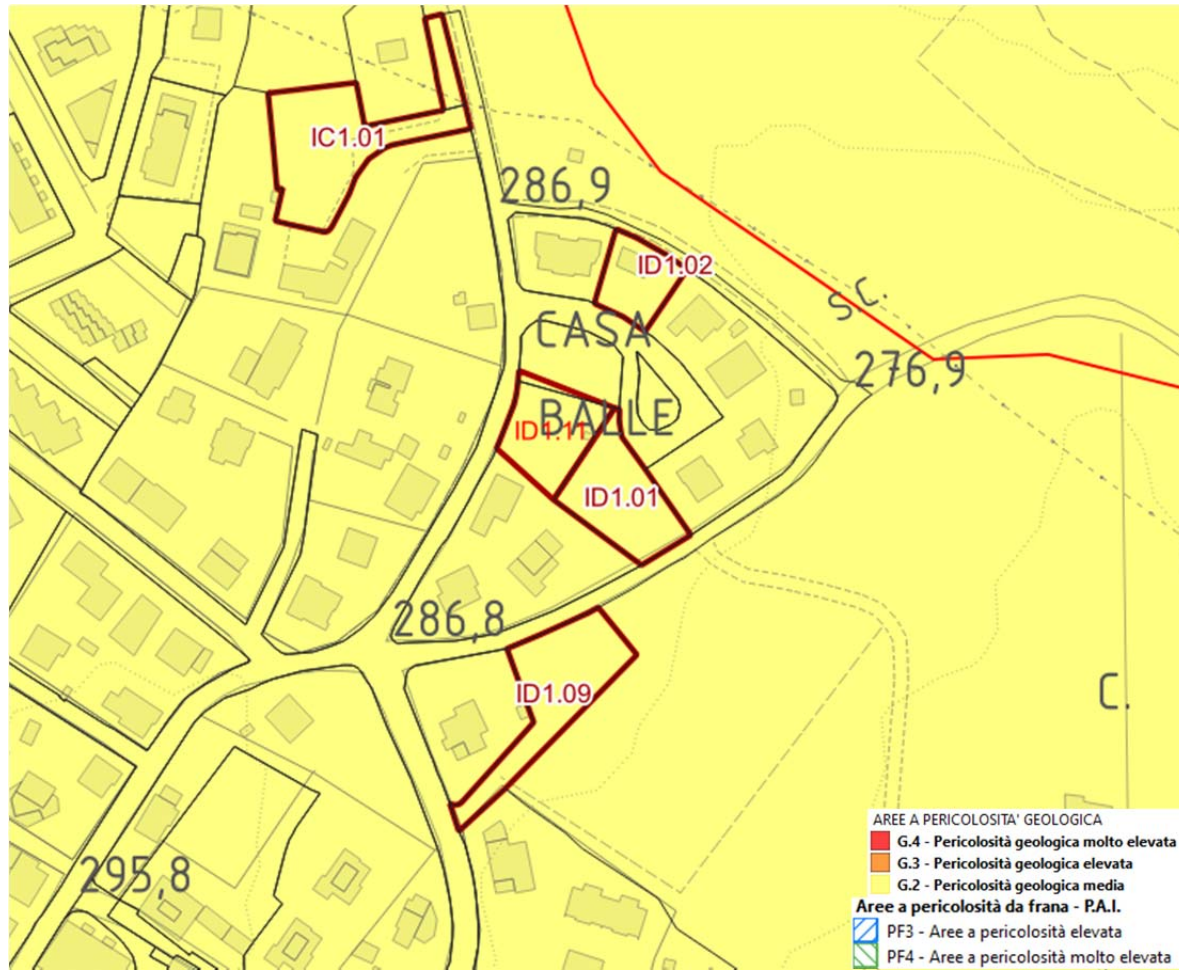 IC1.01
286,9
ID1.02
Sc.
CASA
276,9
BALLE
ID1.11
ID1.01
286,8
ID1.09
C.
295,8
AREE A PERICOLOSITA' GEOLOGICA
G.4 - Pericolosità geologica molto elevata
G.3 - Pericolosità geologica elevata
G.2 - Pericolosità geologica media
Aree a pericolosità da frana - P.A.I.
PF3 - Aree a pericolosità elevata
PF4 - Aree a pericolosità molto elevata